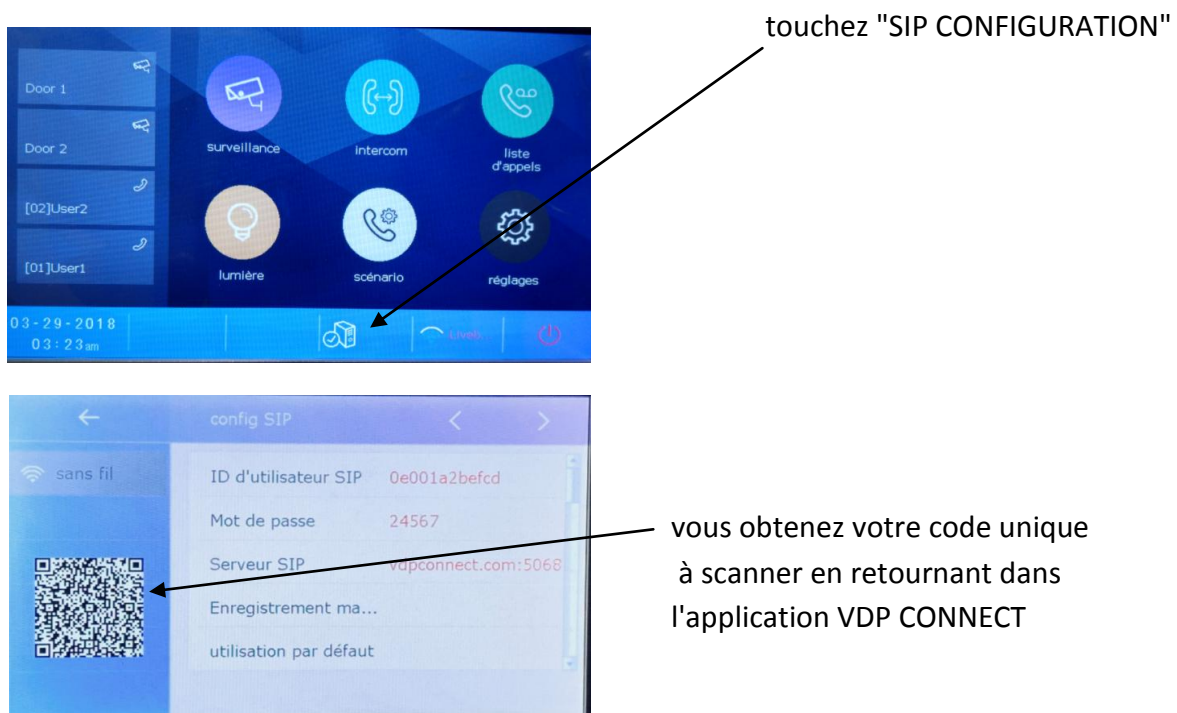 touchez "SIP CONFIGURATION"
Door 1
Door 2
[02]User2
[01]User1
surveillance
intercom
liste
d'appels
lumière
scénario
réglages
03-29-2018
03:23am
config SIP
sans fil
ID d'utilisateur SIP 0e001a2befcd
Mot de passe 24567
Serveur SIP vdpconnect.com:5068
Enregistrement ma...
utilisation par défaut
vous obtenez votre code unique
à scanner en retournant dans
l'application VDP CONNECT